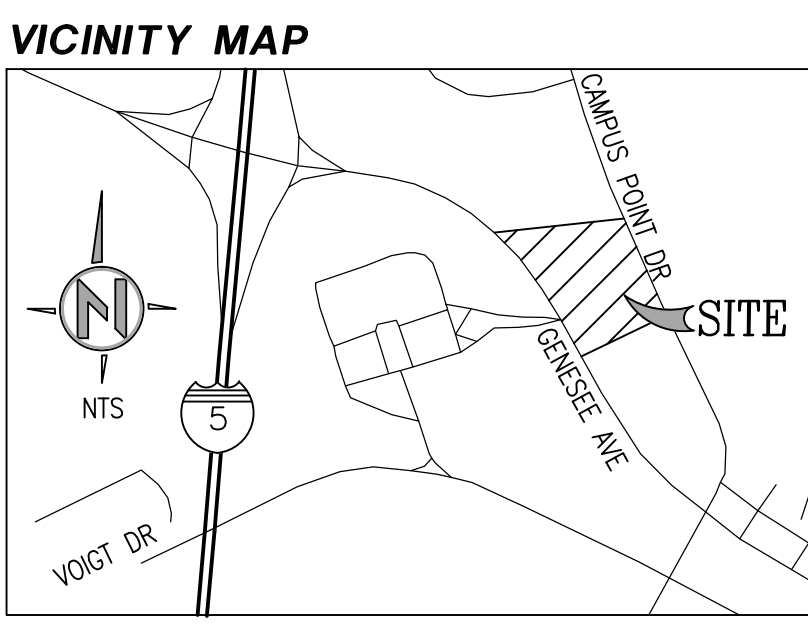 VICINITY MAP
CAMPUS POINT DR
N
SITE
GENESEE AVE
NTS
5
VOIGT DR